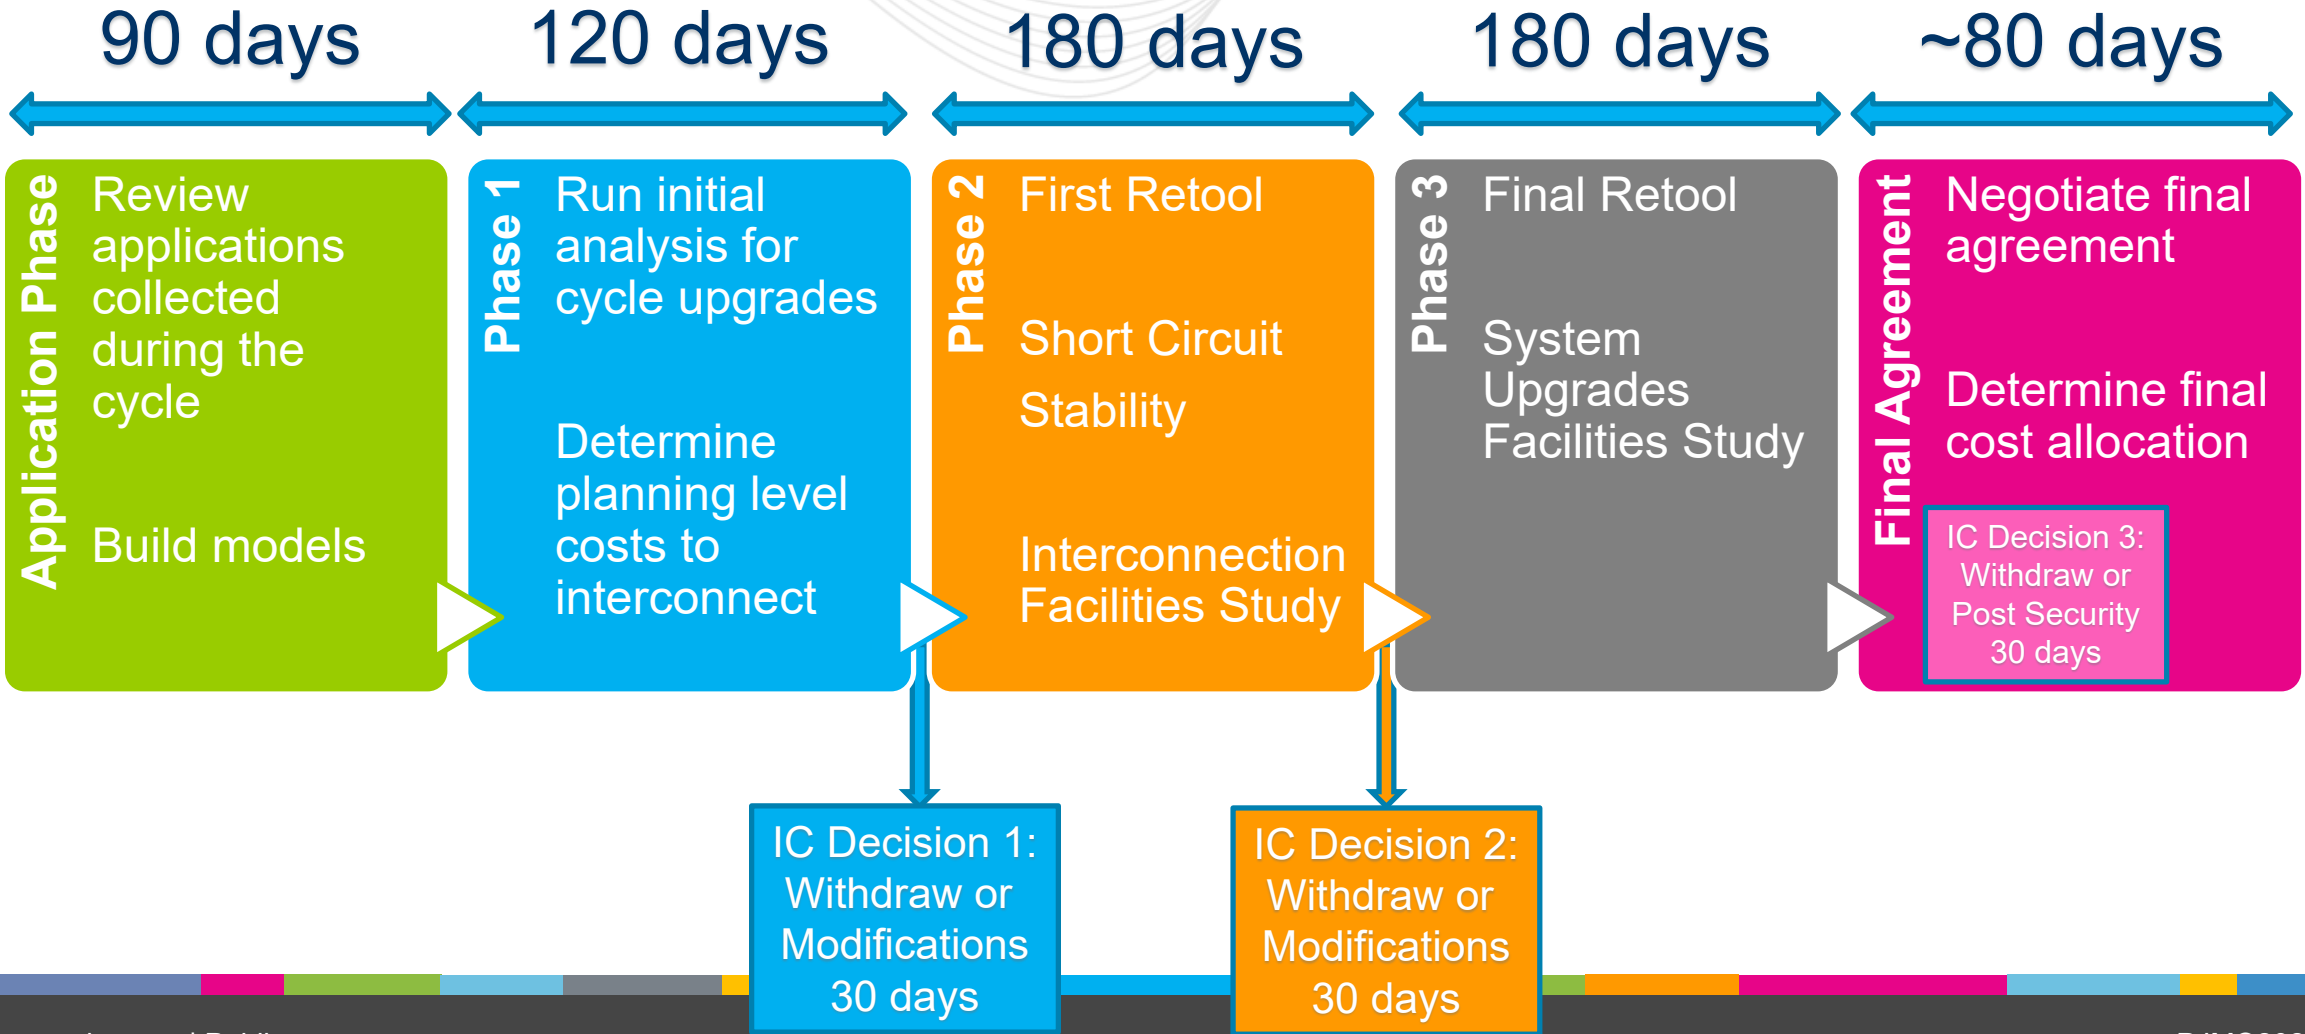 90 days
120 days
180 days
180 days
~80 days
Application Phase
Review
applications
collected
during the
cycle
Build models
Phase 1
Run initial
analysis for
cycle upgrades
Determine
planning level
costs to
interconnect
Phase 2
First Retool
Short Circuit
Stability
Interconnection
Facilities Study
Phase 3
Final Retool
System
Upgrades
Facilities Study
Final Agreement
Negotiate final
agreement
Determine final
cost allocation
IC Decision 3:
Withdraw or
Post Security
30 days
IC Decision 1:
Withdraw or
Modifications
30 days
IC Decision 2:
Withdraw or
Modifications
30 days